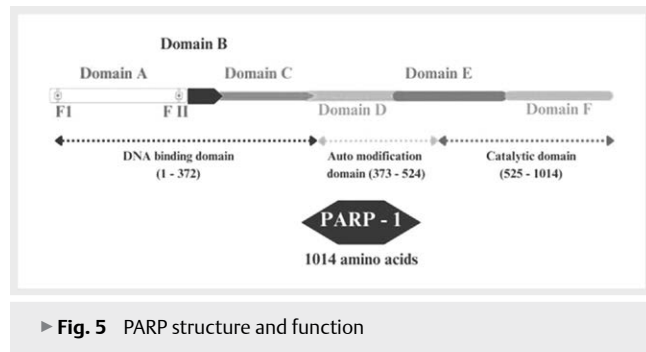 Domain B
Domain A Domain C Domain E
F1 F II Domain D Domain F
DNA binding domain Auto modification Catalytic domain
(1 - 372) domain (373 - 524) (525 - 1014)
PARP - 1
1014 amino acids
▶ Fig. 5 PARP structure and function